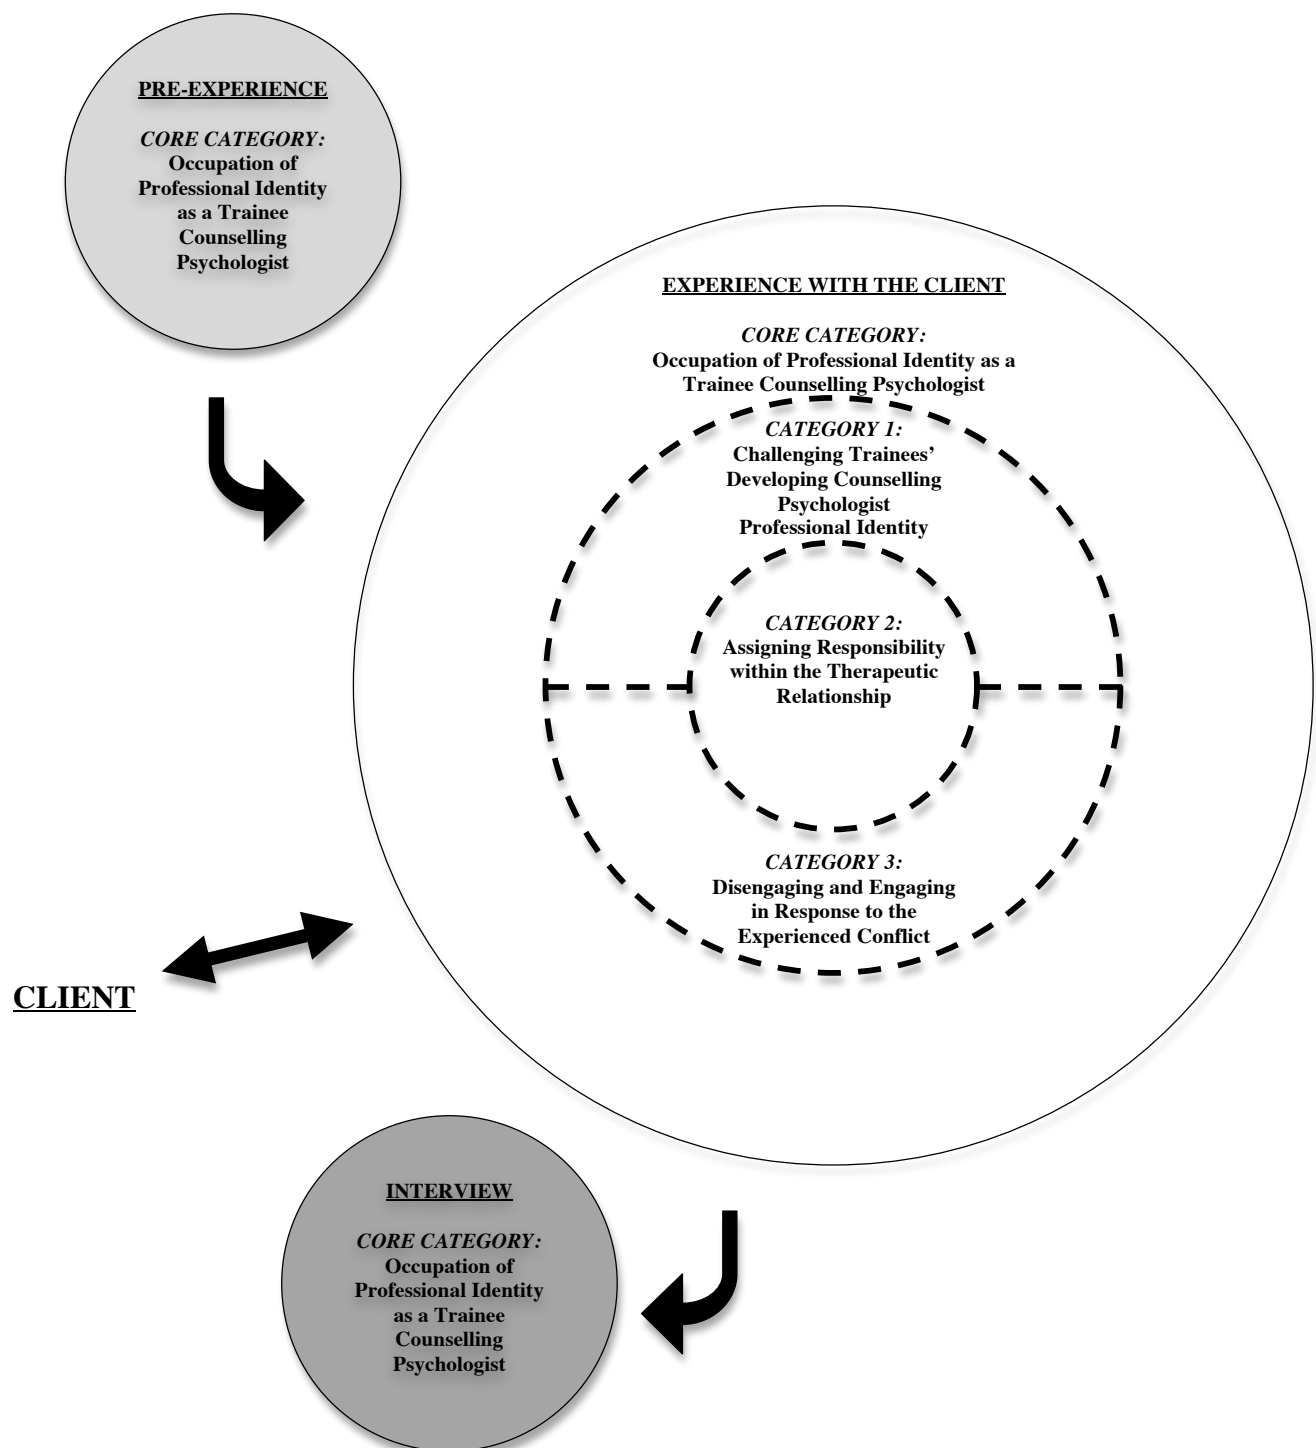 PRE-EXPERIENCE
CORE CATEGORY:
Occupation of
Professional Identity
as a Trainee
Counselling
Psychologist
EXPERIENCE WITH THE CLIENT
CORE CATEGORY:
Occupation of Professional Identity as a
Trainee Counselling Psychologist
CATEGORY 1:
Challenging Trainees’
Developing Counselling
Psychologist
Professional Identity
CATEGORY 2:
Assigning Responsibility
within the Therapeutic
Relationship
CATEGORY 3:
Disengaging and Engaging
in Response to the
Experienced Conflict
CLIENT
INTERVIEW
CORE CATEGORY:
Occupation of
Professional Identity
as a Trainee
Counselling
Psychologist